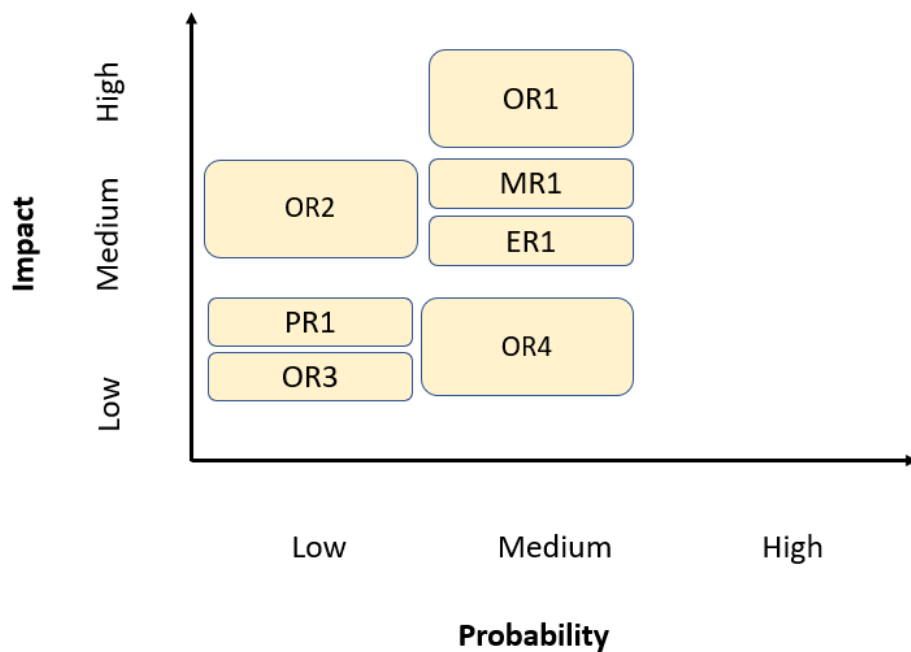 Impact
High
Medium
Low
OR1
MR1
OR2
ER1
PR1
OR4
OR3
Low
Medium
High
Probability